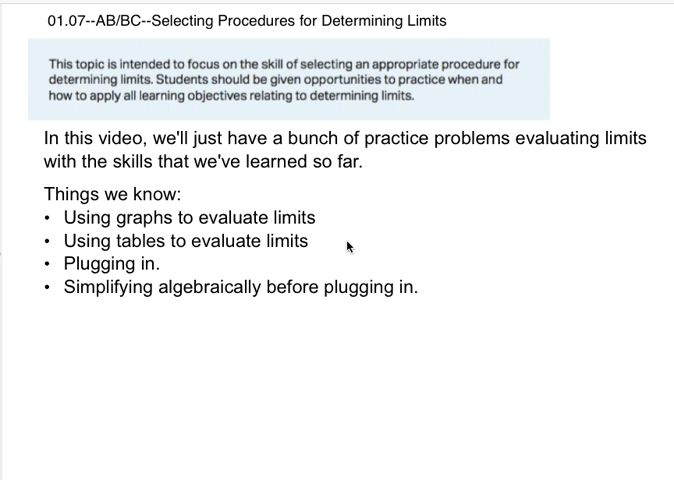 01.07--AB/BC--Selecting Procedures for Determining Limits
This topic is intended to focus on the skill of selecting an appropriate procedure for
determining limits. Students should be given opportunities to practice when and
how to apply all learning objectives relating to determining limits.
In this video, we'll just have a bunch of practice problems evaluating limits
with the skills that we've learned so far.
Things we know:
• Using graphs to evaluate limits
• Using tables to evaluate limits
• Plugging in.
• Simplifying algebraically before plugging in.